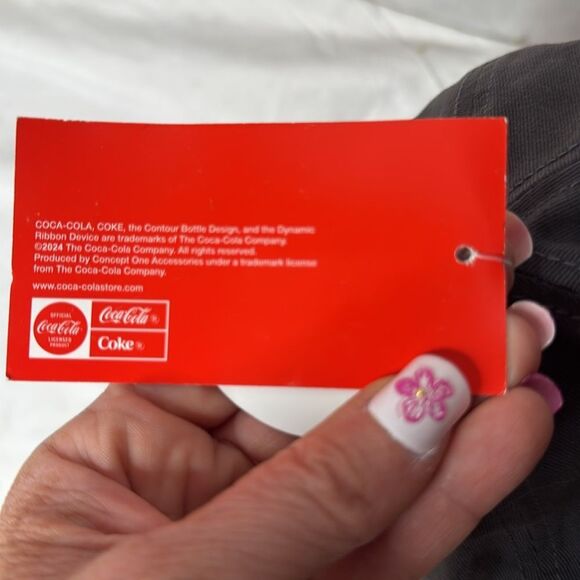 COCA-COLA, COKE, the Contour Bottle Design, and the Dynamic
Ribbon Device are trademarks of The Coca-Cola Company.
©2024 The Coca-Cola Company. All rights reserved.
Produced by Concept One Accessories under a trademark license
from The Coca-Cola Company.
www.coca-colastore.com
OFFICIAL
Coca-Cola
LICENSED
PRODUCT
Coca-Cola ®
Coke ®